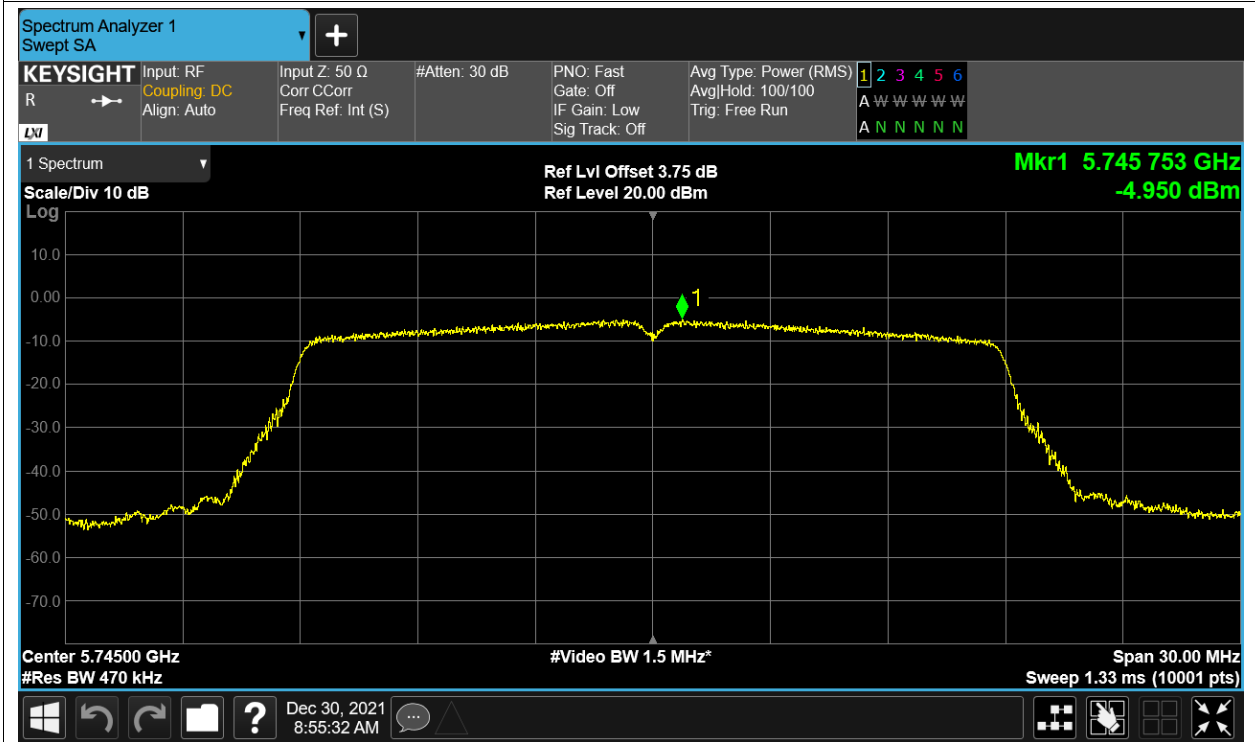 Spectrum Analyzer 1
Swept SA
+
KEYSIGHT
R
LXI
Input: RF
Coupling: DC
Align: Auto
Input Z: 50 Ω
Corr CCorr
Freq Ref: Int (S)
#Atten: 30 dB
PNO: Fast
Gate: Off
IF Gain: Low
Sig Track: Off
Avg Type: Power (RMS)
Avg|Hold: 100/100
Trig: Free Run
1 2 3 4 5 6
A W W W W W
A N N N N N
1 Spectrum
Scale/Div 10 dB
Log
Ref Lvl Offset 3.75 dB
Ref Level 20.00 dBm
Mkr1 5.745 753 GHz
-4.950 dBm
10.0
0.00
1
-10.0
-20.0
-30.0
-40.0
-50.0
-60.0
-70.0
Center 5.74500 GHz
#Res BW 470 kHz
#Video BW 1.5 MHz*
Span 30.00 MHz
Sweep 1.33 ms (10001 pts)
?
Dec 30, 2021
8:55:32 AM